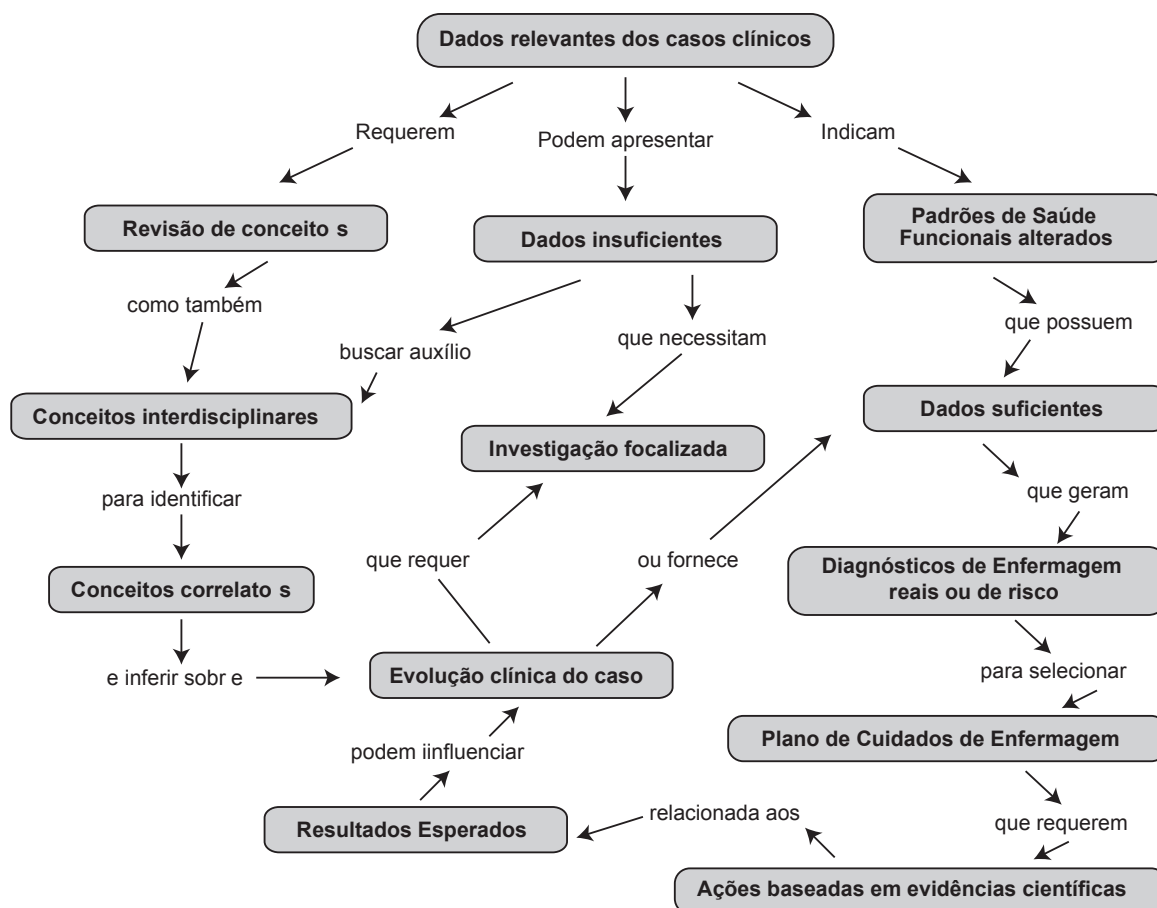 Dados relevantes dos casos clínicos
Requerem
Podem apresentar
Indicam
Revisão de conceito s
Dados insuficientes
Padrões de Saúde
Funcionais alterados
como também
buscar auxílio
que necessitam
que possuem
Conceitos interdisciplinares
Investigação focalizada
Dados suficientes
para identificar
que requer
ou fornece
que geram
Conceitos correlato s
Diagnósticos de Enfermagem
reais ou de risco
e inferir sobr e
Evolução clínica do caso
para selecionar
podem iinfluenciar
Plano de Cuidados de Enfermagem
Resultados Esperados
relacionada aos
que requerem
Ações baseadas em evidências científicas